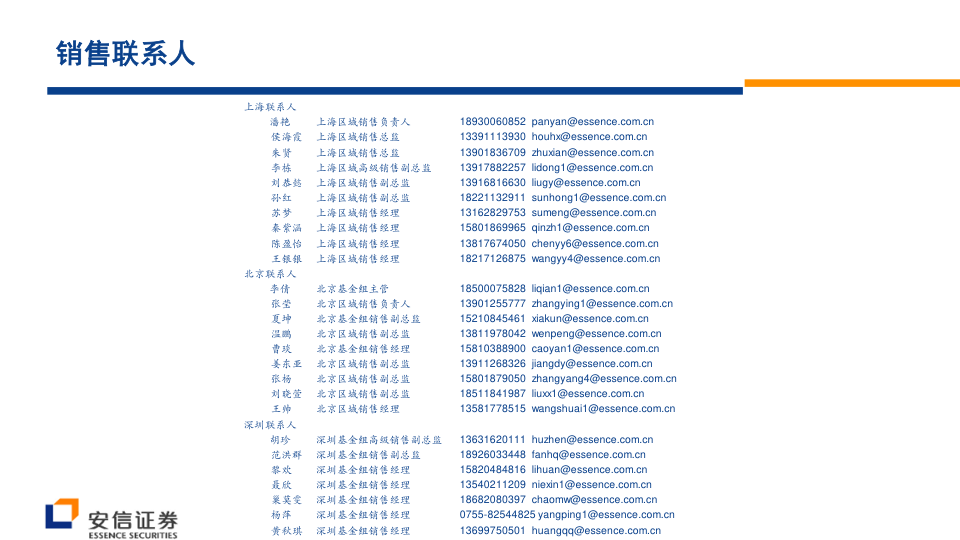 销售联系人
上海联系人
潘艳 上海区域销售负责人 18930060852 panyan@essence.com.cn
侯海霞 上海区域销售总监 13391113930 houhx@essence.com.cn
朱贤 上海区域销售总监 13901836709 zhuxian@essence.com.cn
李栋 上海区域高级销售副总监 13917882257 lidong1@essence.com.cn
刘恭懿 上海区域销售副总监 13916816630 liugy@essence.com.cn
孙红 上海区域销售副总监 18221132911 sunhong1@essence.com.cn
苏梦 上海区域销售经理 13162829753 sumeng@essence.com.cn
秦紫涵 上海区域销售经理 15801869965 qinzh1@essence.com.cn
陈盈怡 上海区域销售经理 13817674050 chenyy6@essence.com.cn
王银银 上海区域销售经理 18217126875 wangyy4@essence.com.cn
北京联系人
李倩 北京基金组主管 18500075828 liqian1@essence.com.cn
张莹 北京区域销售负责人 13901255777 zhangying1@essence.com.cn
夏坤 北京基金组销售副总监 15210845461 xiakun@essence.com.cn
温鹏 北京区域销售副总监 13811978042 wenpeng@essence.com.cn
曹琰 北京基金组销售经理 15810388900 caoyan1@essence.com.cn
姜东亚 北京区域销售副总监 13911268326 jiangdy@essence.com.cn
张杨 北京区域销售副总监 15801879050 zhangyang4@essence.com.cn
刘晓萱 北京区域销售副总监 18511841987 liuxx1@essence.com.cn
王帅 北京区域销售经理 13581778515 wangshuai1@essence.com.cn
深圳联系人
胡珍 深圳基金组高级销售副总监 13631620111 huzhen@essence.com.cn
范洪群 深圳基金组销售副总监 18926033448 fanhq@essence.com.cn
黎欢 深圳基金组销售经理 15820484816 lihuan@essence.com.cn
聂欣 深圳基金组销售经理 13540211209 niexin1@essence.com.cn
巢莫雯 深圳基金组销售经理 18682080397 chaomw@essence.com.cn
杨萍 深圳基金组销售经理 0755-82544825 yangping1@essence.com.cn
黄秋琪 深圳基金组销售经理 13699750501 huangqq@essence.com.cn
安信证券
ESSENCE SECURITIES